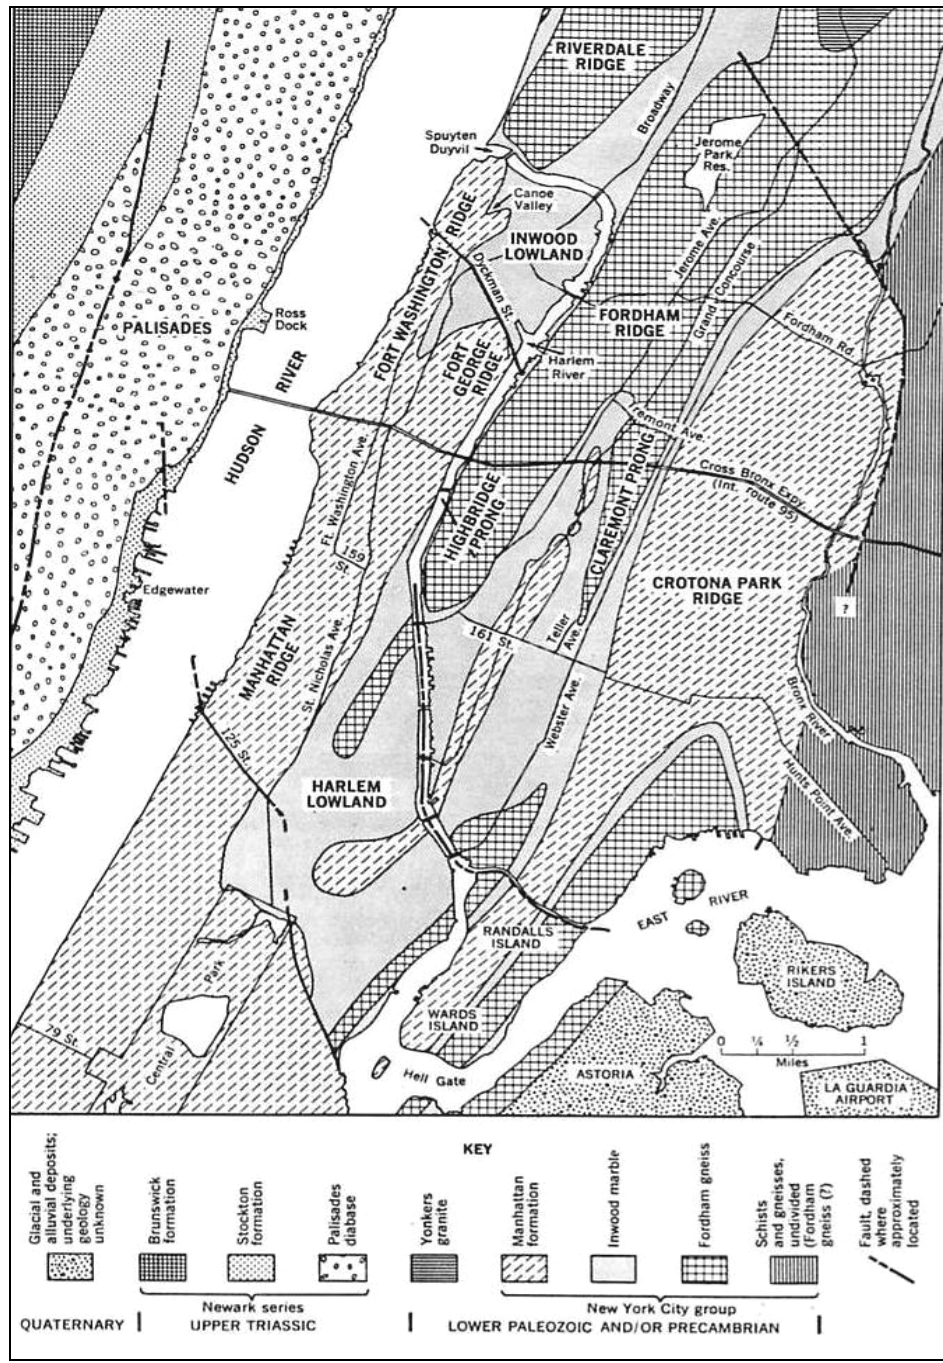 RIVERDALE
RIDGE
Broadway
Spuyten
Duyvil
Jerome
Park
Res.
Canoe
Valley
INWOOD
LOWLAND
FORT WASHINGTON RIDGE
Dyckman St.
Jerome Ave.
Grand Concourse
Ross
Dock
PALISADES
FORDHAM
RIDGE
Fordham Rd.
FORT
GEORGE
RIDGE
Harlem
River
HUDSON RIVER
Tremont Ave.
Cross Bronx Expy.
(Int. route 95)
Ft. Washington Ave.
HIGHBRIDGE
PRONG
CLAREMONT PRONG
159
St.
Edgewater
CROTONA PARK
RIDGE
?
MANHATTAN
RIDGE
St. Nicholas Ave.
161 St.
Teller
Ave.
Webster Ave.
Bronx
River
125 St.
HARLEM
LOWLAND
Hunts Point Ave.
EAST RIVER
RANDALLS
ISLAND
RIKERS
ISLAND
Central Park
79 St.
WARDS
ISLAND
Hell Gate
ASTORIA
0 ¼ ½ 1
Miles
LA GUARDIA
AIRPORT
KEY
Glacial and
alluvial deposits;
underlying
geology
unknown
Brunswick
formation
Stockton
formation
Palisades
diabase
Yonkers
granite
Manhattan
formation
Inwood marble
Fordham gneiss
Schists
and gneisses,
undivided
(Fordham
gneiss (?)
Fault, dashed
where
approximately
located
Newark series
New York City group
QUATERNARY
UPPER TRIASSIC
LOWER PALEOZOIC AND/OR PRECAMBRIAN